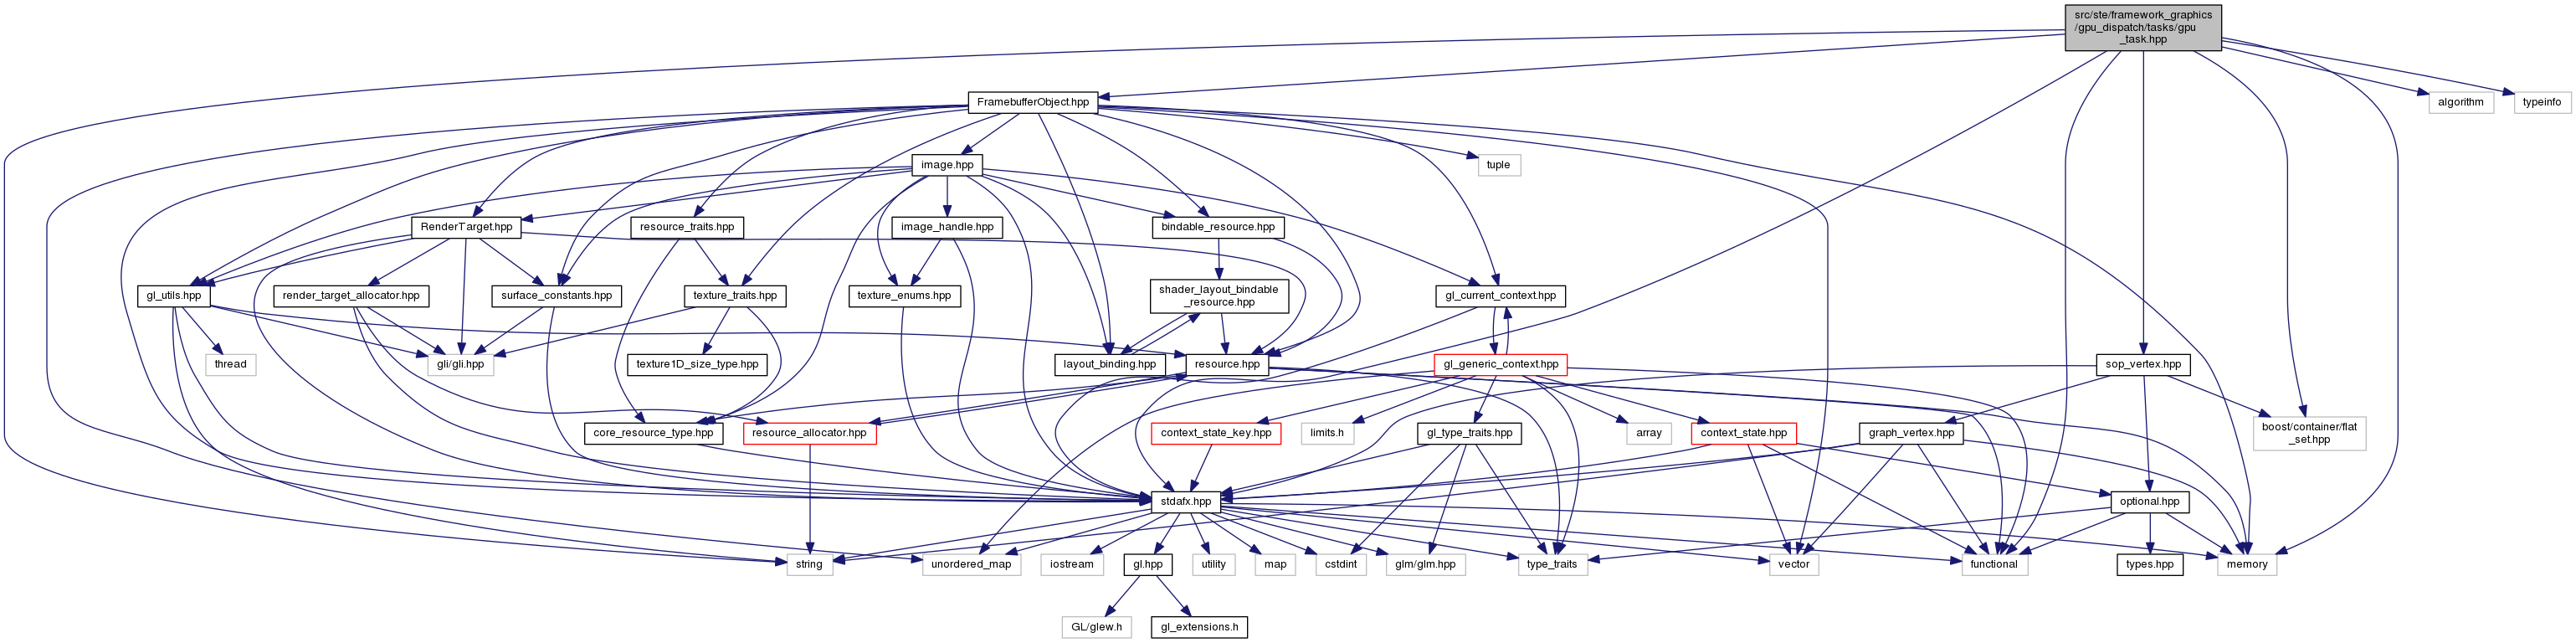 src/ste/framework_graphics
/gpu_dispatch/tasks/gpu
_task.hpp
FramebufferObject.hpp
algorithm
typeinfo
image.hpp
tuple
RenderTarget.hpp
resource_traits.hpp
image_handle.hpp
bindable_resource.hpp
gl_utils.hpp
render_target_allocator.hpp
surface_constants.hpp
texture_traits.hpp
texture_enums.hpp
shader_layout_bindable
_resource.hpp
gl_current_context.hpp
thread
gli/gli.hpp
texture1D_size_type.hpp
layout_binding.hpp
resource.hpp
gl_generic_context.hpp
sop_vertex.hpp
core_resource_type.hpp
resource_allocator.hpp
context_state_key.hpp
limits.h
gl_type_traits.hpp
array
context_state.hpp
graph_vertex.hpp
boost/container/flat
_set.hpp
stdafx.hpp
optional.hpp
string
unordered_map
iostream
gl.hpp
utility
map
cstdint
glm/glm.hpp
type_traits
vector
functional
types.hpp
memory
GL/glew.h
gl_extensions.h